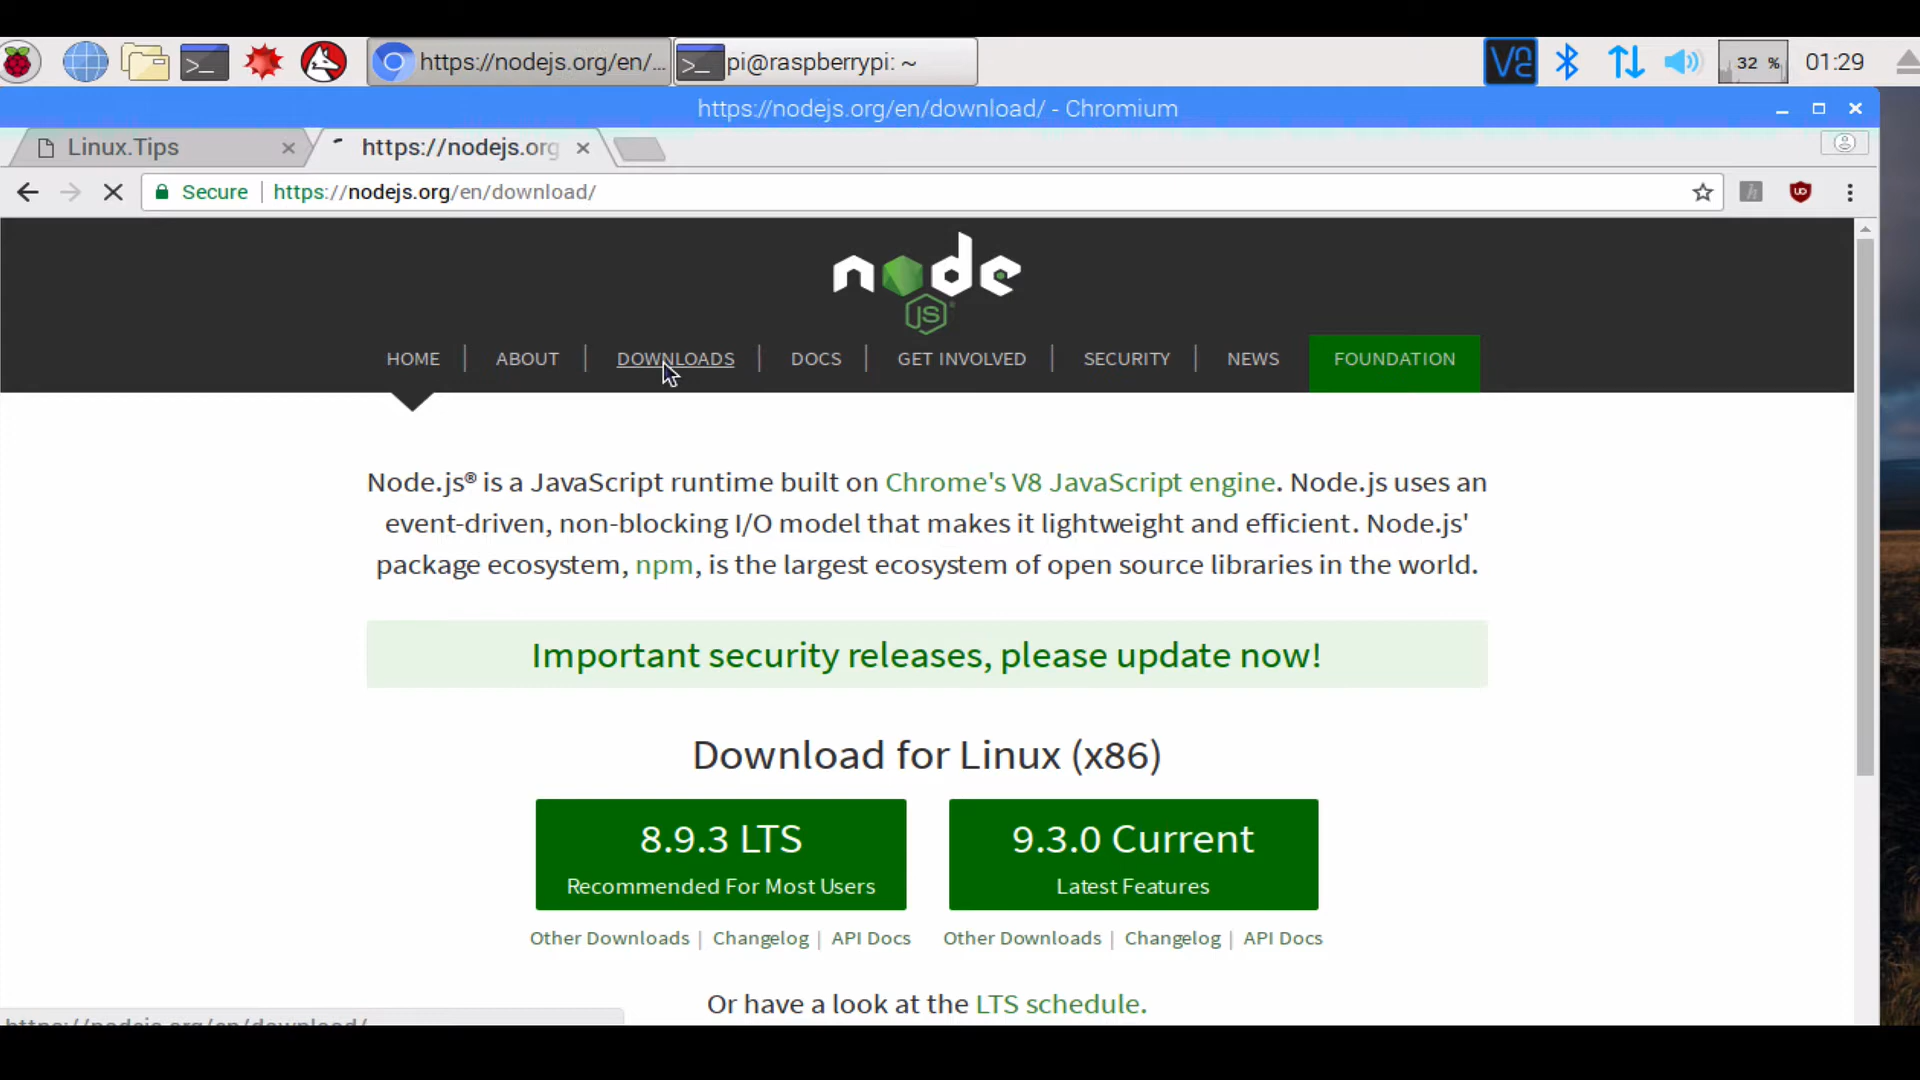 https://nodejs.org/en/...
pi@raspberrypi: ~
V2
32 %
01:29
https://nodejs.org/en/download/ - Chromium
Linux.Tips
https://nodejs.org
Secure
https://nodejs.org/en/download/
node
JS
HOME
ABOUT
DOWNLOADS
DOCS
GET INVOLVED
SECURITY
NEWS
FOUNDATION
Node.js® is a JavaScript runtime built on Chrome's V8 JavaScript engine. Node.js uses an
event-driven, non-blocking I/O model that makes it lightweight and efficient. Node.js'
package ecosystem, npm, is the largest ecosystem of open source libraries in the world.
Important security releases, please update now!
Download for Linux (x86)
8.9.3 LTS
Recommended For Most Users
9.3.0 Current
Latest Features
Other Downloads | Changelog | API Docs
Other Downloads | Changelog | API Docs
Or have a look at the LTS schedule.
https://nodejs.org/en/download/